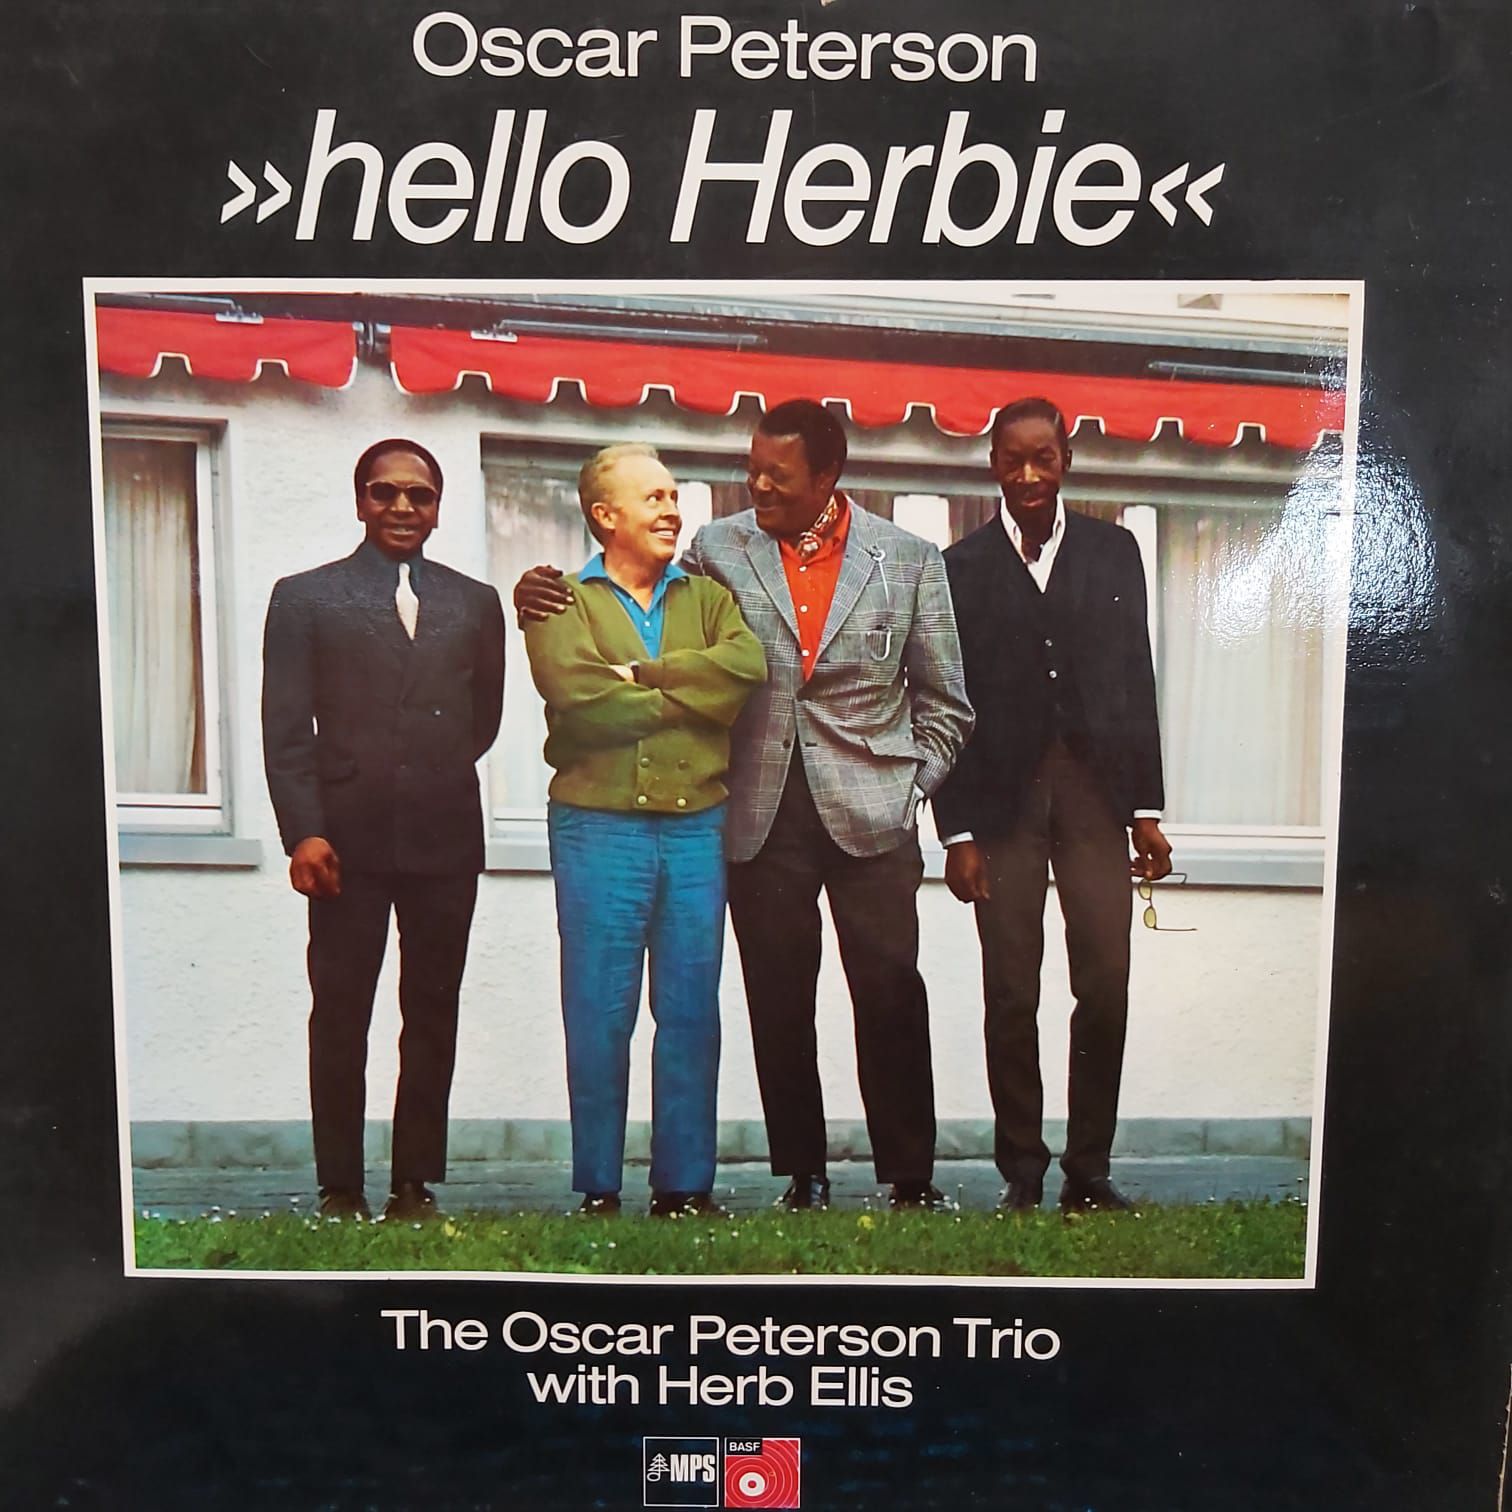 Oscar Peterson
»hello Herbie«
The Oscar Peterson Trio
with Herb Ellis
MPS
BASF